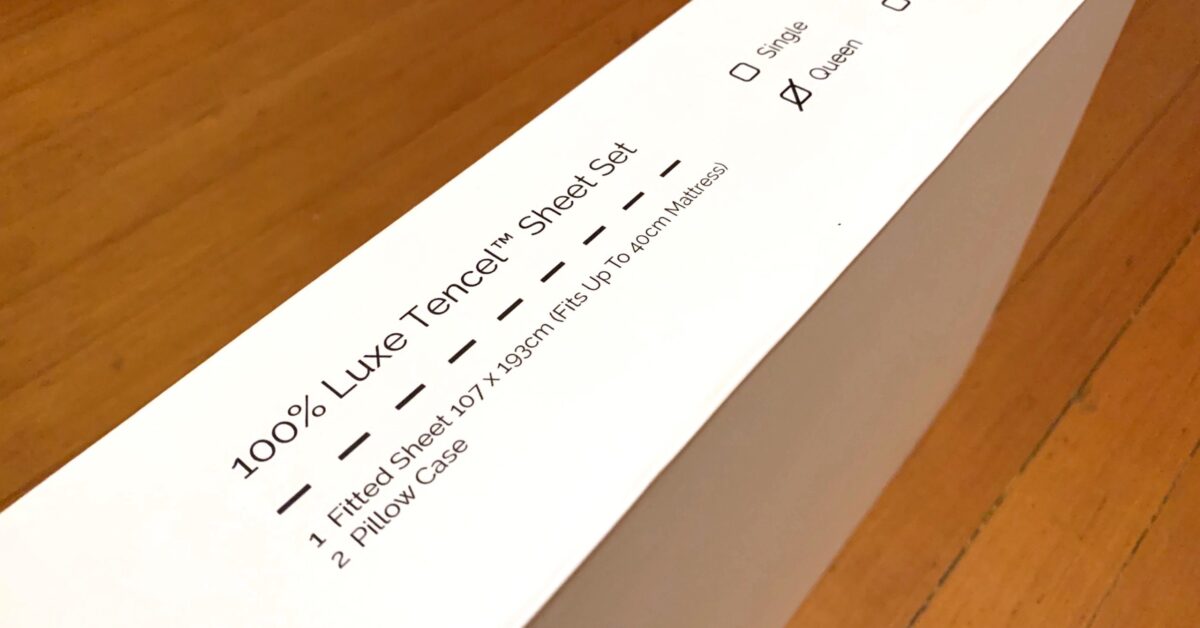 Single
Queen
100% Luxe Tencel™ Sheet Set
1 Fitted Sheet 107 x 193cm (Fits Up To 40cm Mattress)
2 Pillow Case